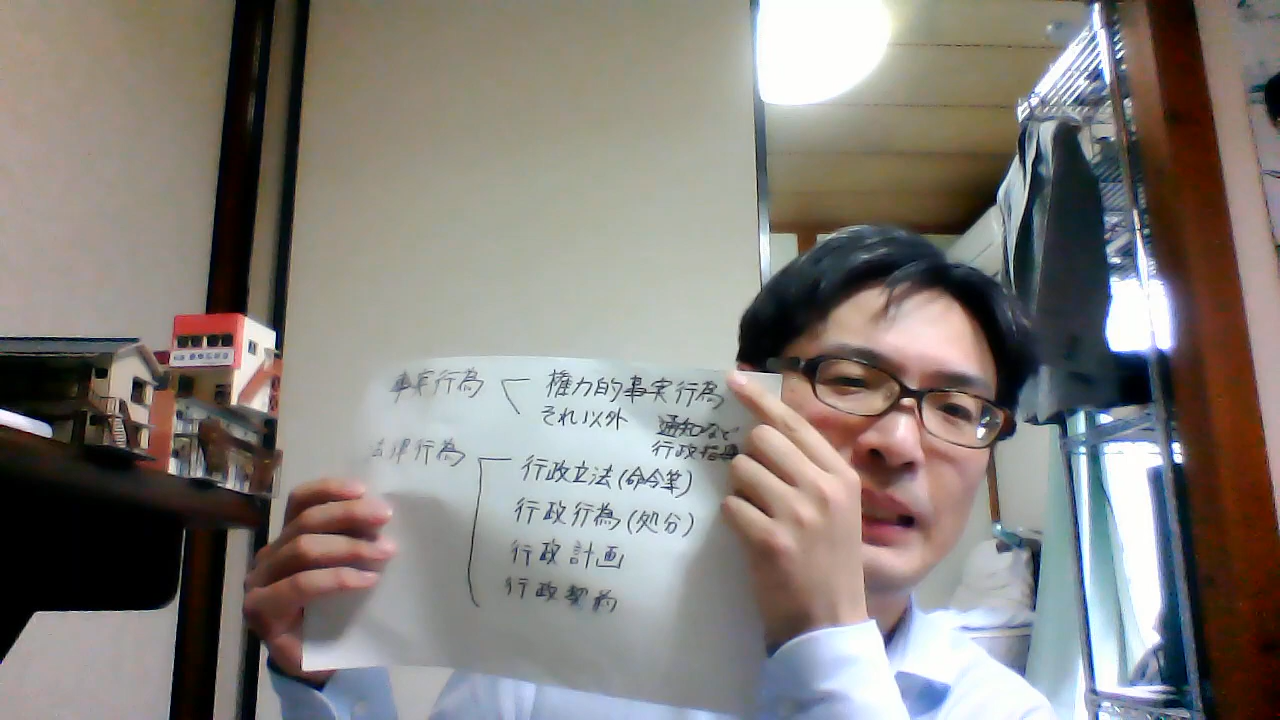 事実行為 権力的事実行為
それ以外 通知など
行政指導
法律行為 行政立法(命令等)
行政行為(処分)
行政計画
行政契約